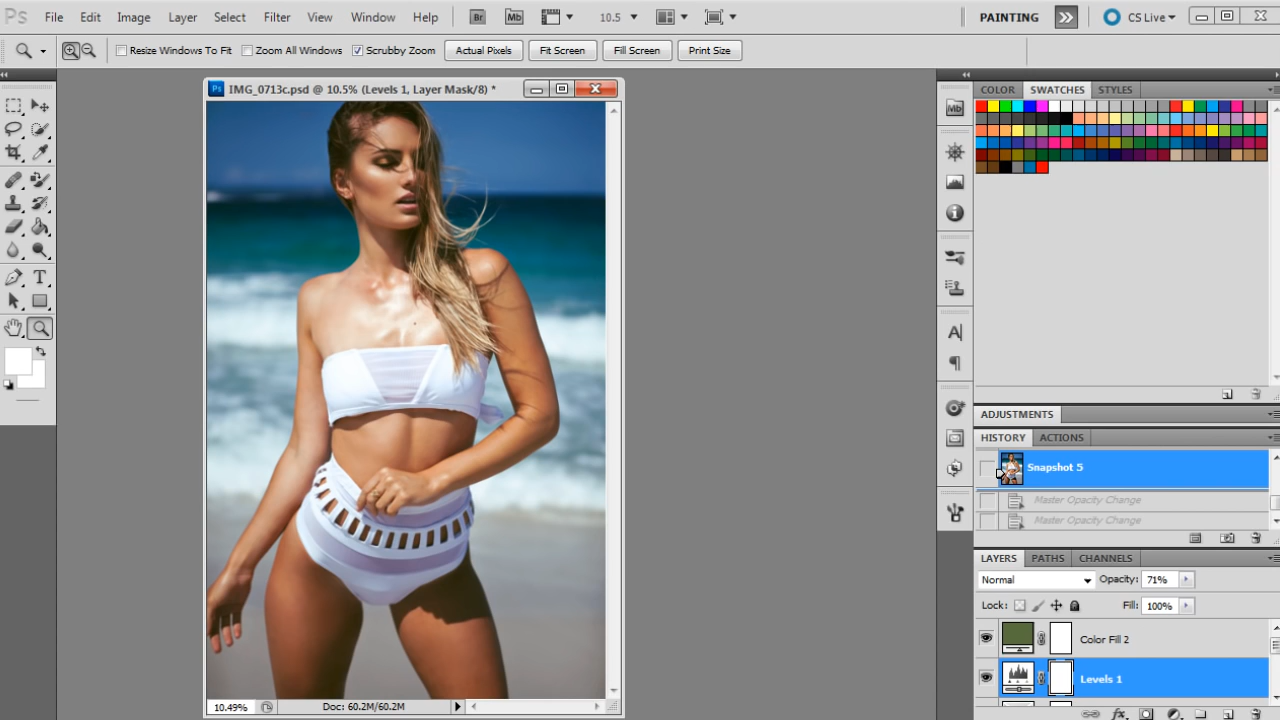 Ps File Edit Image Layer Select Filter View Window Help Br Mb 10.5 PAINTING CS Live
Resize Windows To Fit Zoom All Windows Scrubby Zoom Actual Pixels Fit Screen Fill Screen Print Size
Ps IMG_0713c.psd @ 10.5% (Levels 1, Layer Mask/8) *
10.49% Doc: 60.2M/60.2M
Mb
COLOR SWATCHES STYLES
ADJUSTMENTS
HISTORY ACTIONS
Snapshot 5
Master Opacity Change
Master Opacity Change
LAYERS PATHS CHANNELS
Normal Opacity: 71%
Lock: Fill: 100%
Color Fill 2
Levels 1